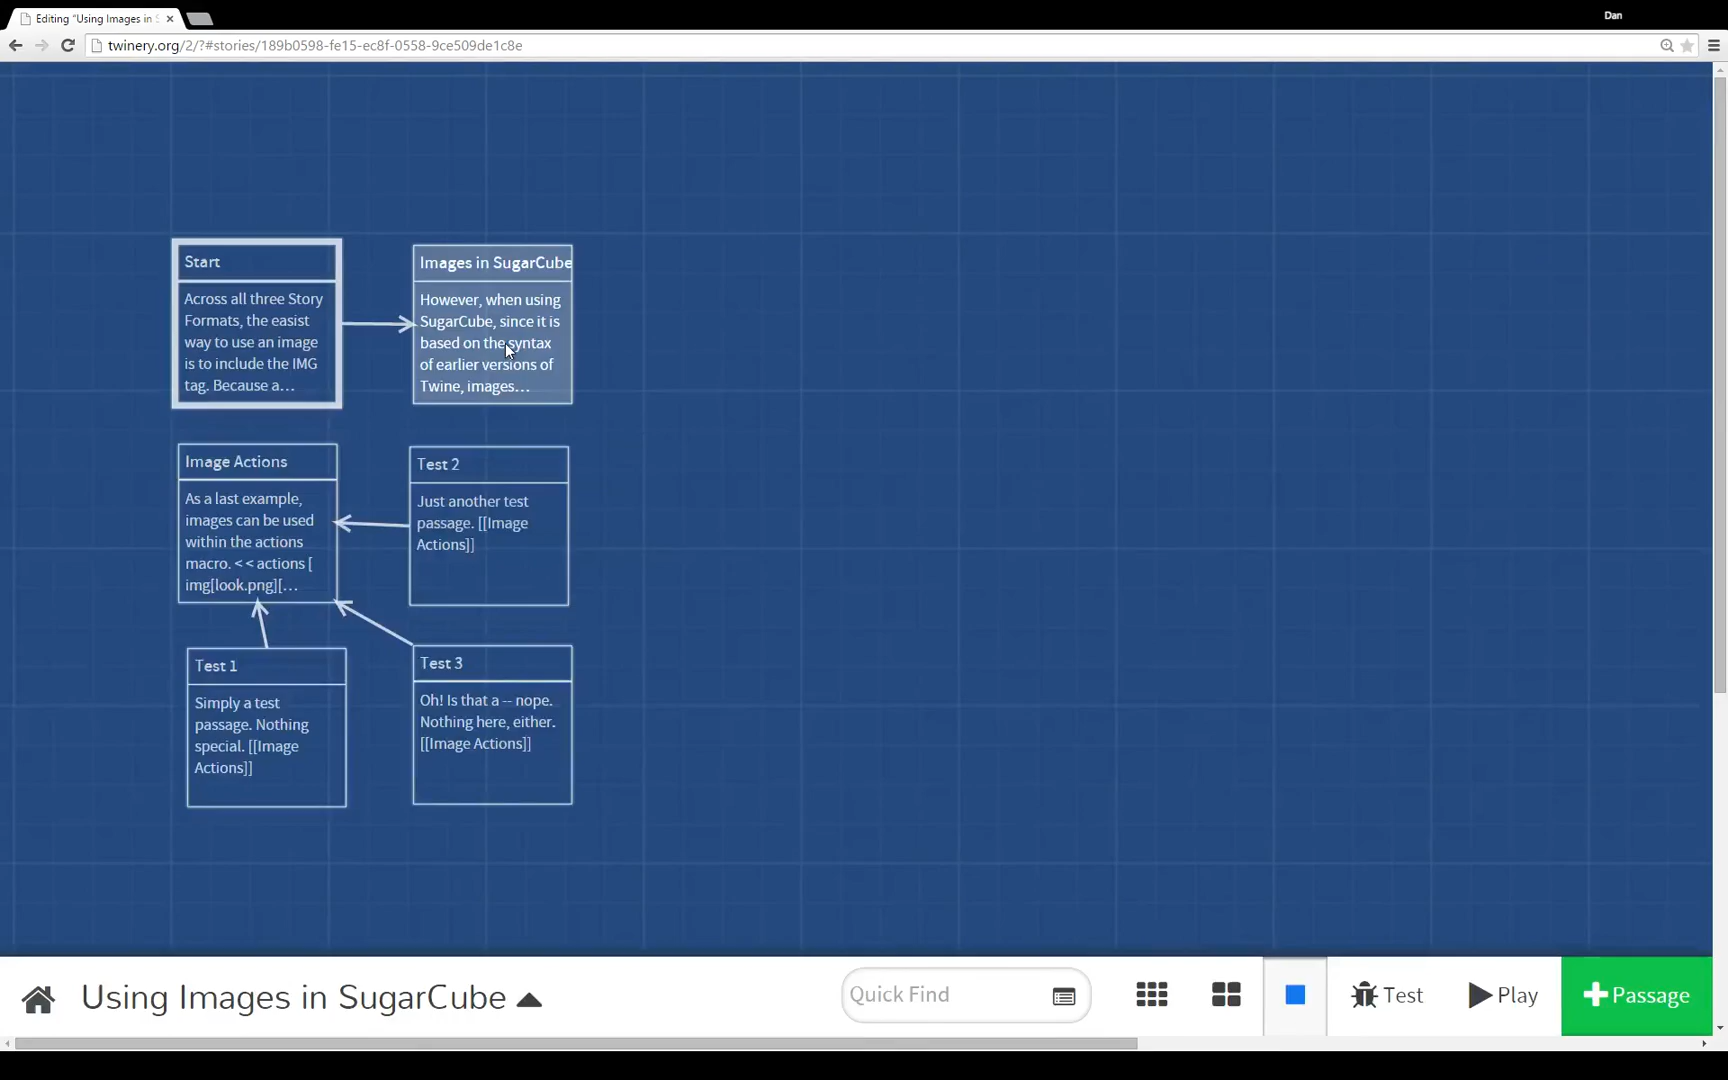 Editing “Using Images in S
Dan
twinery.org/2/?#stories/189b0598-fe15-ec8f-0558-9ce509de1c8e
Start
Across all three Story
Formats, the easist
way to use an image
is to include the IMG
tag. Because a…
Images in SugarCube
However, when using
SugarCube, since it is
based on the syntax
of earlier versions of
Twine, images…
Image Actions
As a last example,
images can be used
within the actions
macro. < < actions [
img[look.png][…
Test 2
Just another test
passage. [[Image
Actions]]
Test 1
Simply a test
passage. Nothing
special. [[Image
Actions]]
Test 3
Oh! Is that a -- nope.
Nothing here, either.
[[Image Actions]]
Using Images in SugarCube
Quick Find
Test
Play
Passage